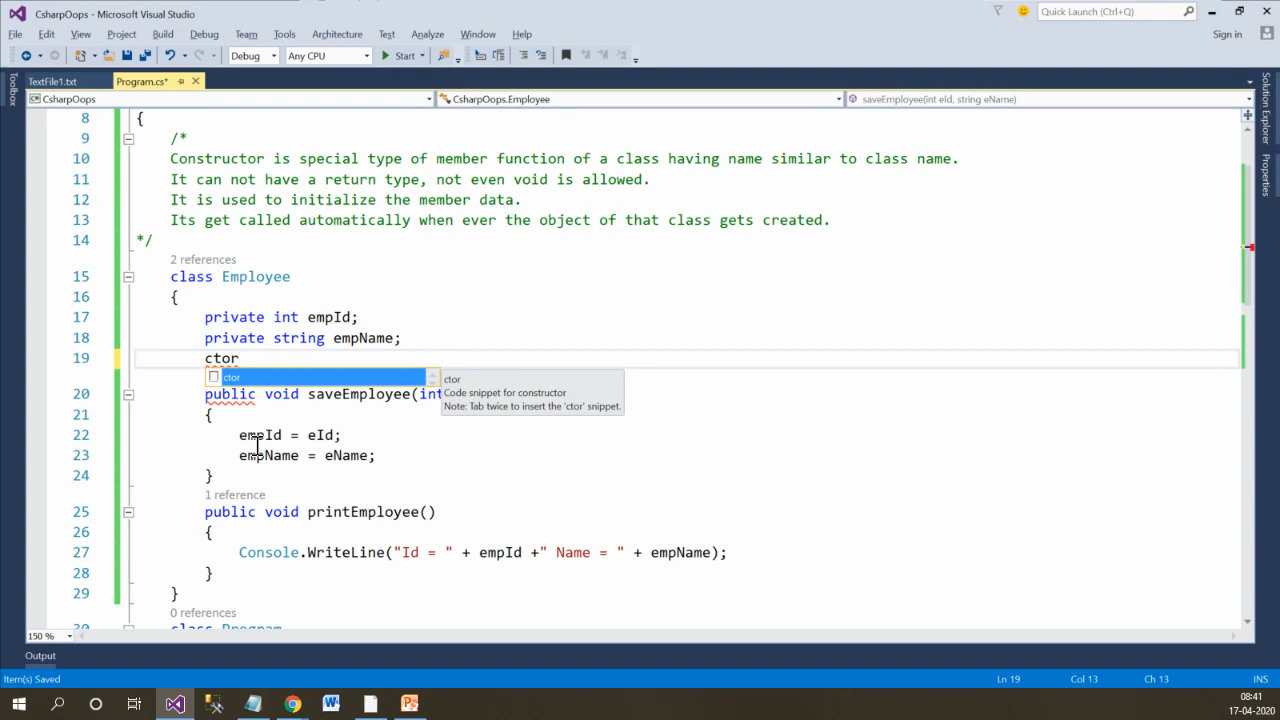 CsharpOops - Microsoft Visual Studio
Quick Launch (Ctrl+Q)
File Edit View Project Build Debug Team Tools Architecture Test Analyze Window Help
Sign in
Debug Any CPU Start
TextFile1.txt Program.cs*
CsharpOops CsharpOops.Employee saveEmployee(int eId, string eName)
Toolbox
Solution Explorer
Properties
8 {
9 /*
10 Constructor is special type of member function of a class having name similar to class name.
11 It can not have a return type, not even void is allowed.
12 It is used to initialize the member data.
13 Its get called automatically when ever the object of that class gets created.
14 */
2 references
15 class Employee
16 {
17 private int empId;
18 private string empName;
19 ctor
ctor
ctor
Code snippet for constructor
Note: Tab twice to insert the 'ctor' snippet.
20 public void saveEmployee(int
21 {
22 empId = eId;
23 empName = eName;
24 }
1 reference
25 public void printEmployee()
26 {
27 Console.WriteLine("Id = " + empId +" Name = " + empName);
28 }
29 }
0 references
30 class Program
150 %
Output
Item(s) Saved Ln 19 Col 13 Ch 13 INS
08:41
17-04-2020